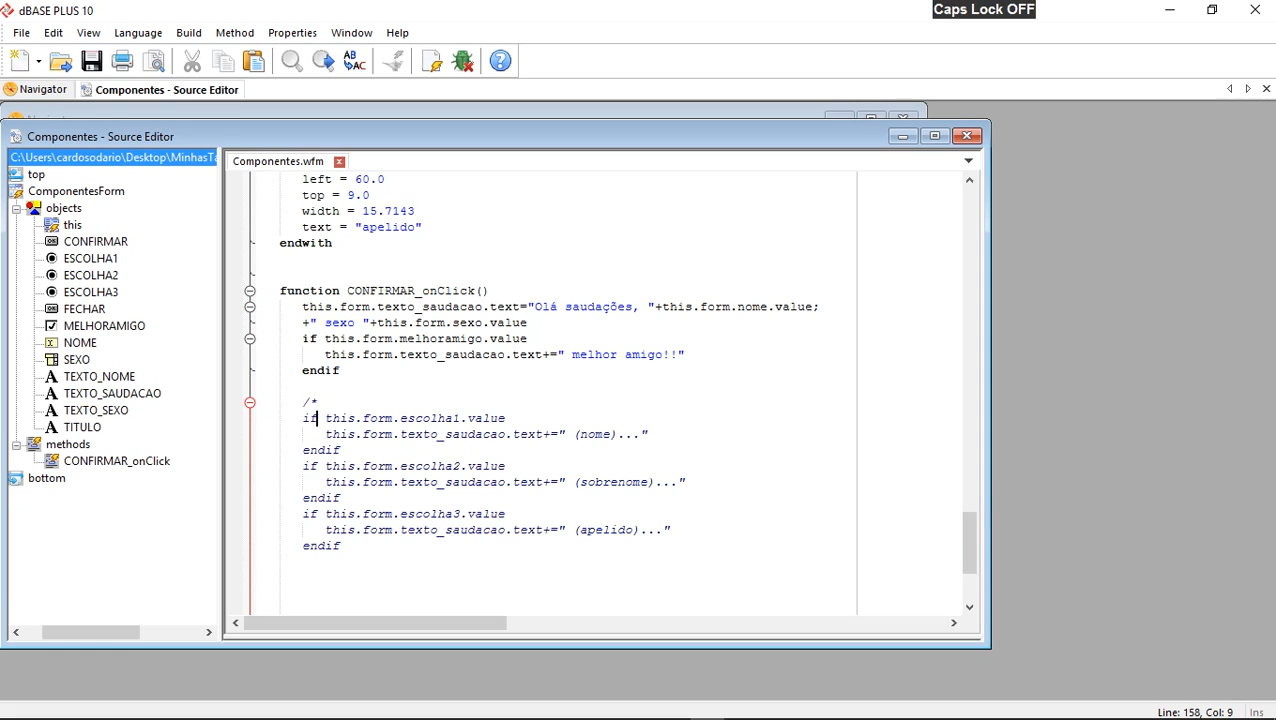 dBASE PLUS 10
Caps Lock OFF
File Edit View Language Build Method Properties Window Help
Navigator
Componentes - Source Editor
Componentes - Source Editor
C:\Users\cardosodario\Desktop\MinhasTa
top
ComponentesForm
objects
this
CONFIRMAR
ESCOLHA1
ESCOLHA2
ESCOLHA3
FECHAR
MELHORAMIGO
NOME
SEXO
TEXTO_NOME
TEXTO_SAUDACAO
TEXTO_SEXO
TITULO
methods
CONFIRMAR_onClick
bottom
Componentes.wfm
left = 60.0
top = 9.0
width = 15.7143
text = "apelido"
endwith
function CONFIRMAR_onClick()
this.form.texto_saudacao.text="Olá saudações, "+this.form.nome.value;
+" sexo "+this.form.sexo.value
if this.form.melhoramigo.value
this.form.texto_saudacao.text+=" melhor amigo!!"
endif
/*
if this.form.escolha1.value
this.form.texto_saudacao.text+=" (nome)..."
endif
if this.form.escolha2.value
this.form.texto_saudacao.text+=" (sobrenome)..."
endif
if this.form.escolha3.value
this.form.texto_saudacao.text+=" (apelido)..."
endif
Line: 158, Col: 9 Ins